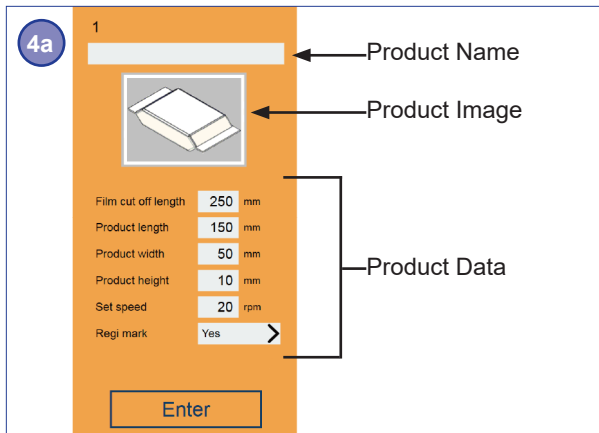 4a
1
Product Name
Product Image
Film cut off length 250 mm
Product length 150 mm
Product width 50 mm
Product height 10 mm
Product Data
Set speed 20 rpm
Regi mark Yes
Enter